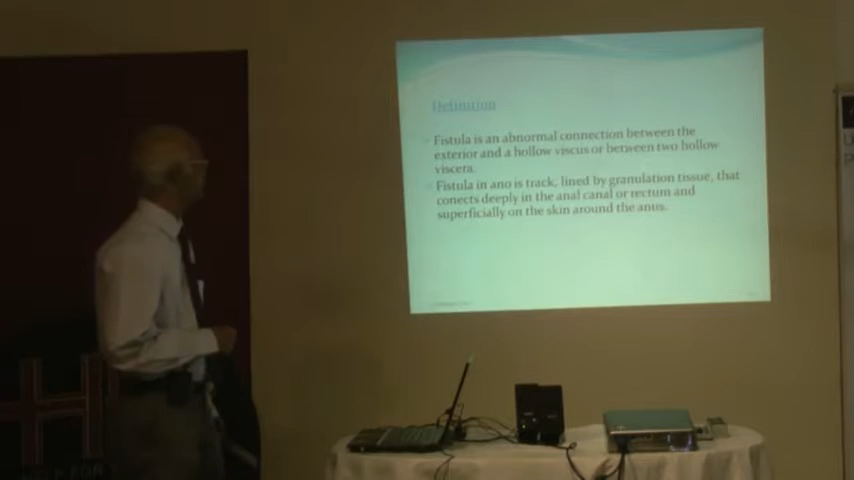 Definition
Fistula is an abnormal connection between the
exterior and a hollow viscus or between two hollow
viscera.
Fistula in ano is track, lined by granulation tissue, that
conects deeply in the anal canal or rectum and
superficially on the skin around the anus.
H